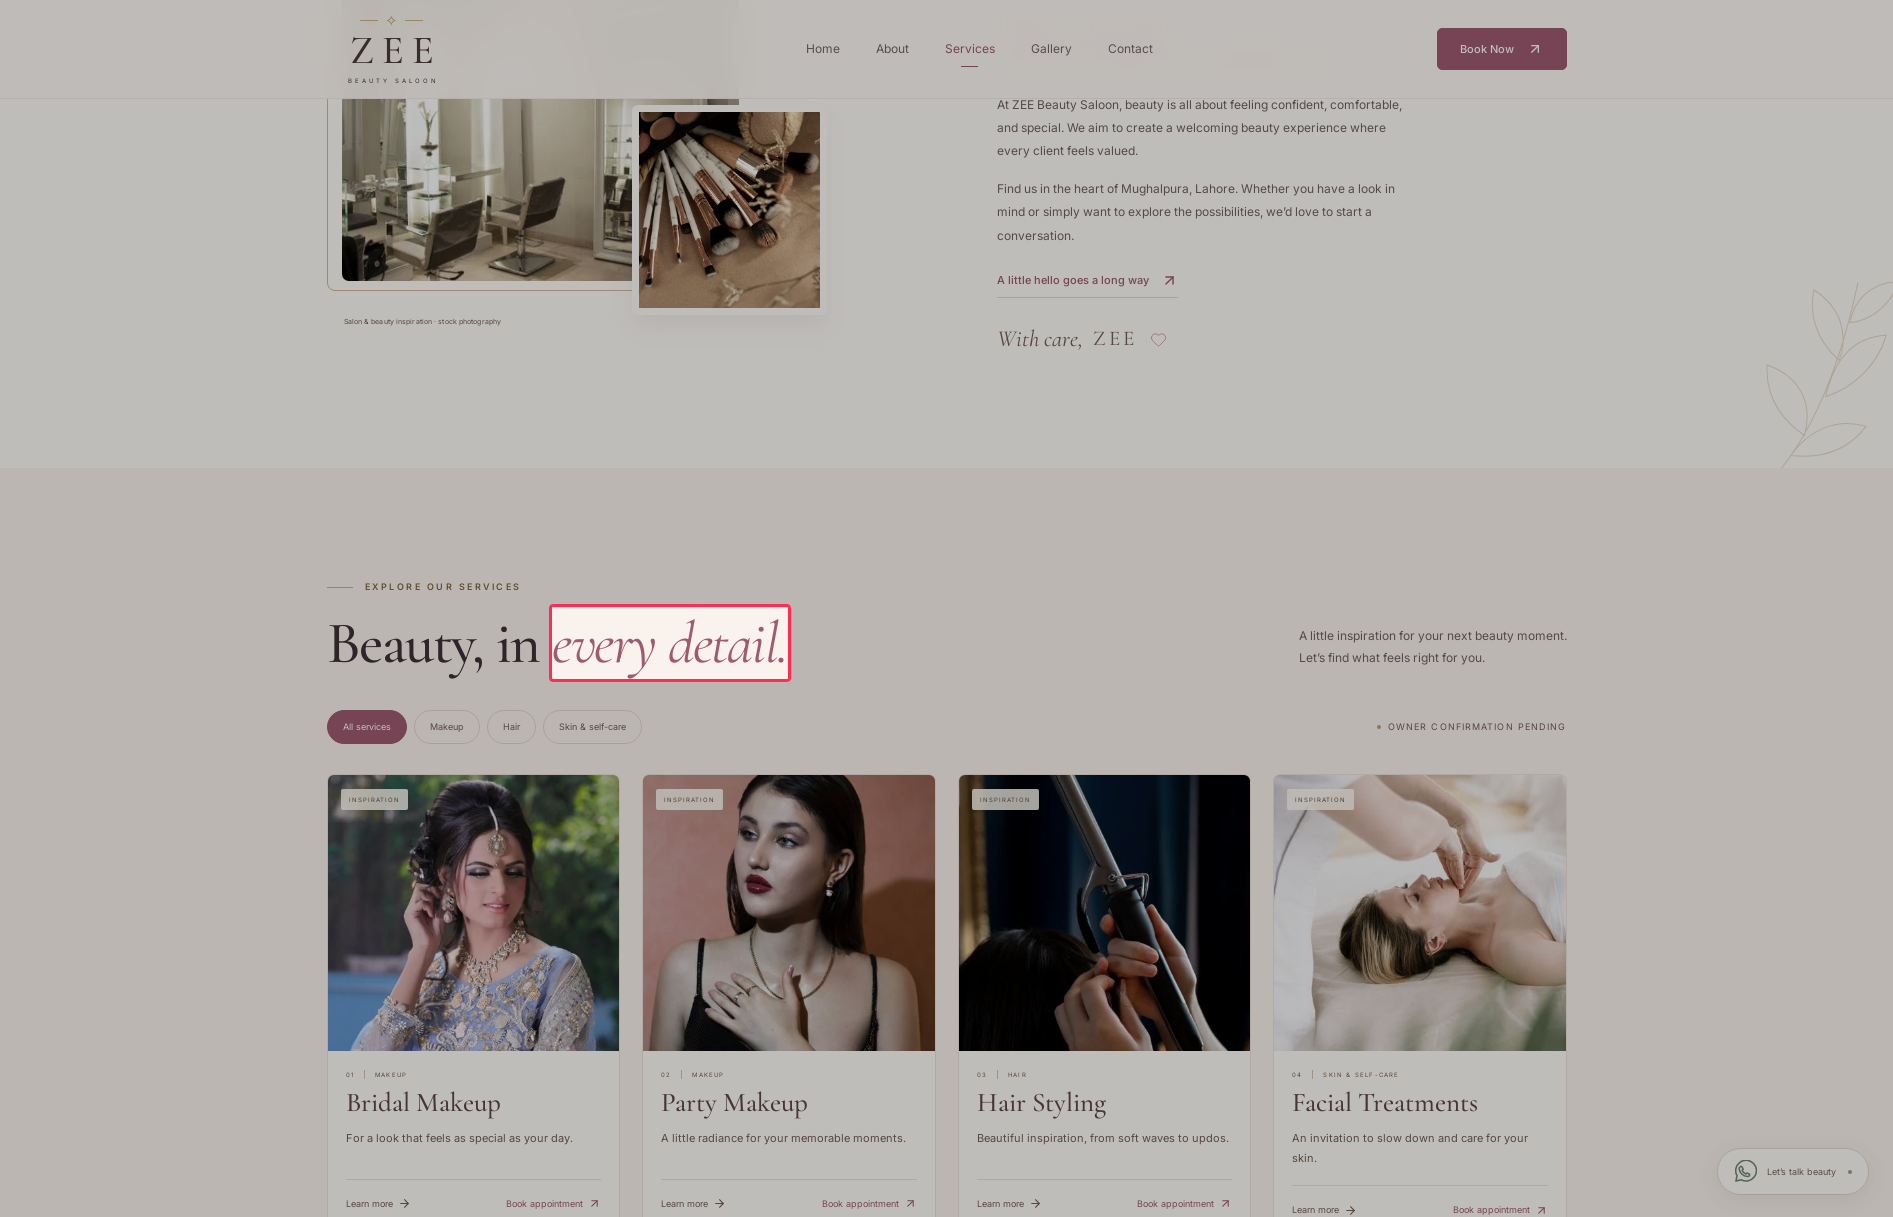 ZEE
BEAUTY SALOON
Home
About
Services
Gallery
Contact
Book Now
At ZEE Beauty Saloon, beauty is all about feeling confident, comfortable,
and special. We aim to create a welcoming beauty experience where
every client feels valued.
Find us in the heart of Mughalpura, Lahore. Whether you have a look in
mind or simply want to explore the possibilities, we’d love to start a
conversation.
A little hello goes a long way
With care, ZEE
Salon & beauty inspiration · stock photography
EXPLORE OUR SERVICES
Beauty, in every detail.
A little inspiration for your next beauty moment.
Let’s find what feels right for you.
All services
Makeup
Hair
Skin & self-care
OWNER CONFIRMATION PENDING
INSPIRATION
01 | MAKEUP
Bridal Makeup
For a look that feels as special as your day.
Learn more
Book appointment
INSPIRATION
02 | MAKEUP
Party Makeup
A little radiance for your memorable moments.
Learn more
Book appointment
INSPIRATION
03 | HAIR
Hair Styling
Beautiful inspiration, from soft waves to updos.
Learn more
Book appointment
INSPIRATION
04 | SKIN & SELF-CARE
Facial Treatments
An invitation to slow down and care for your
skin.
Learn more
Book appointment
Let’s talk beauty